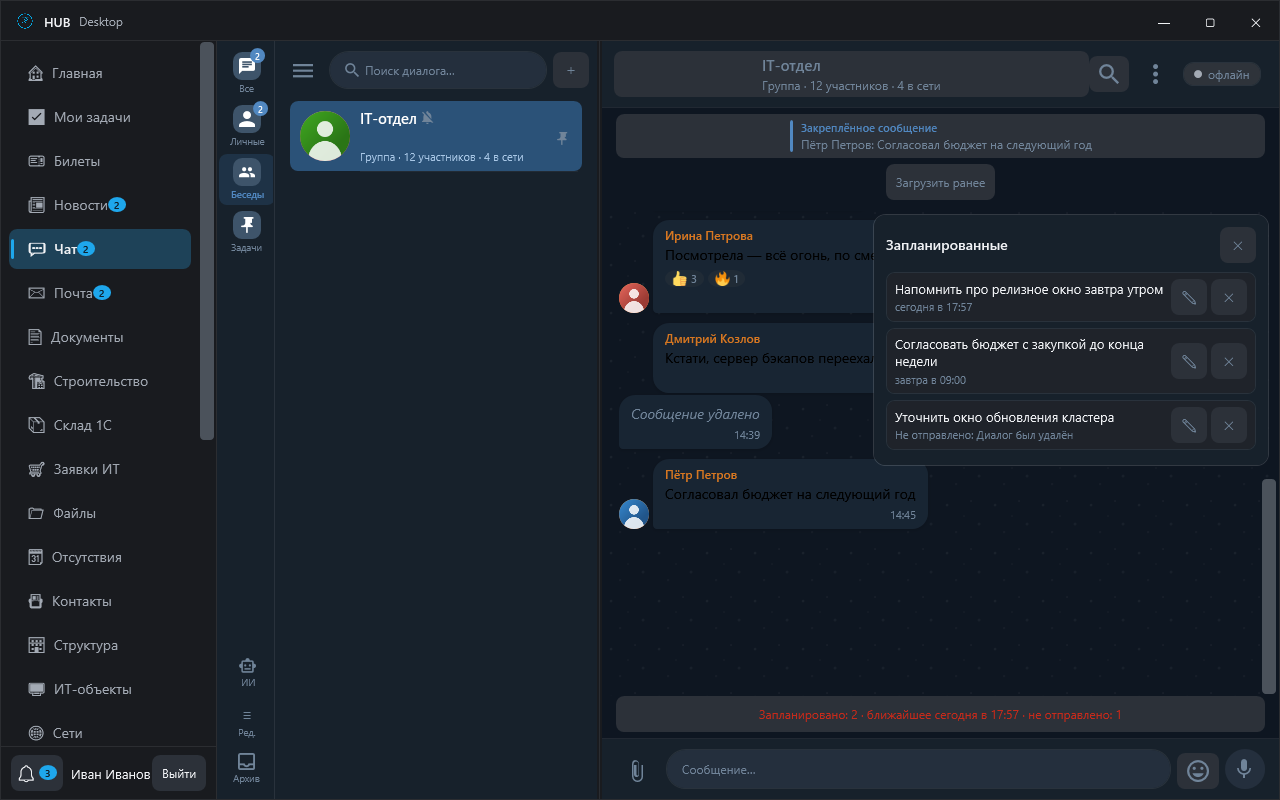 HUB Desktop
Главная
Мои задачи
Билеты
Новости 2
Чат 2
Почта 2
Документы
Строительство
Склад 1С
Заявки ИТ
Файлы
31 Отсутствия
Контакты
Структура
ИТ-объекты
Сети
3 Иван Иванов Выйти
2
Все
2
Личные
Беседы
Задачи
ИИ
Ред.
Архив
Поиск диалога...
+
IT-отдел
Группа · 12 участников · 4 в сети
IT-отдел
Группа · 12 участников · 4 в сети
офлайн
Закреплённое сообщение
Пётр Петров: Согласовал бюджет на следующий год
Загрузить ранее
Ирина Петрова
Посмотрела — всё огонь, по
3 1
Дмитрий Козлов
Кстати, сервер бэкапов переехал
Сообщение удалено
14:39
Пётр Петров
Согласовал бюджет на следующий год
14:45
Запланированные
Напомнить про релизное окно завтра утром
сегодня в 17:57
Согласовать бюджет с закупкой до конца
недели
завтра в 09:00
Уточнить окно обновления кластера
Не отправлено: Диалог был удалён
Запланировано: 2 · ближайшее сегодня в 17:57 · не отправлено: 1
Сообщение...